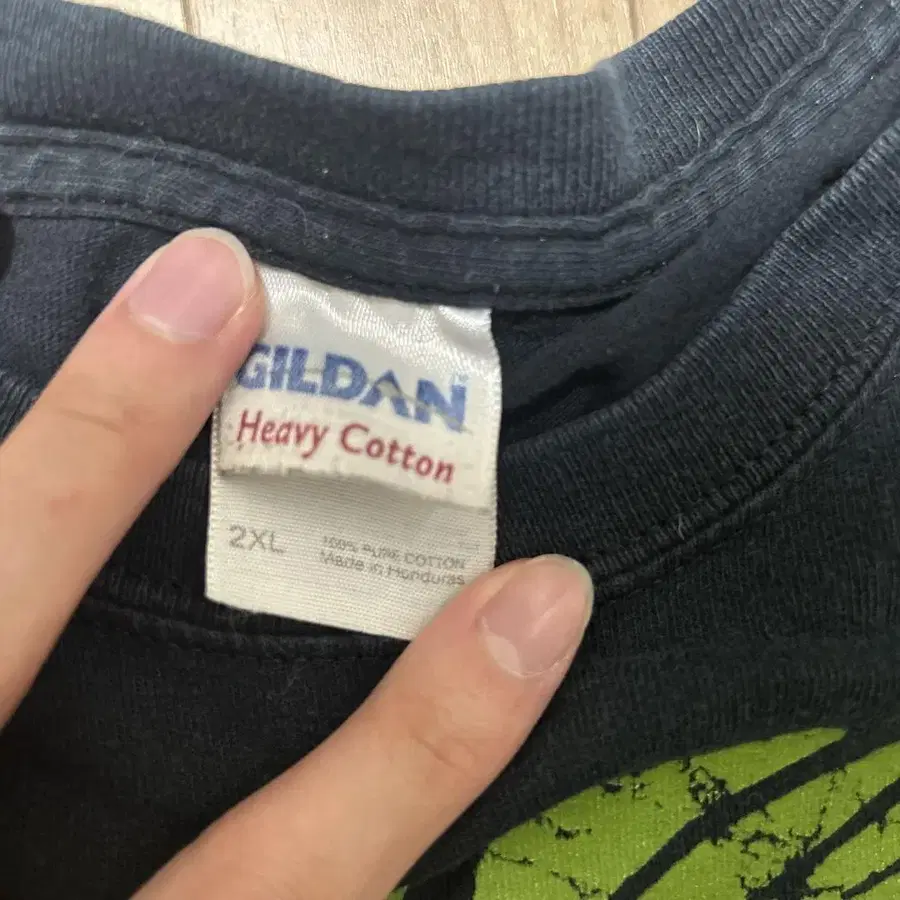 GILDAN
Heavy Cotton
2XL
100% PURE COTTON
Made in Honduras